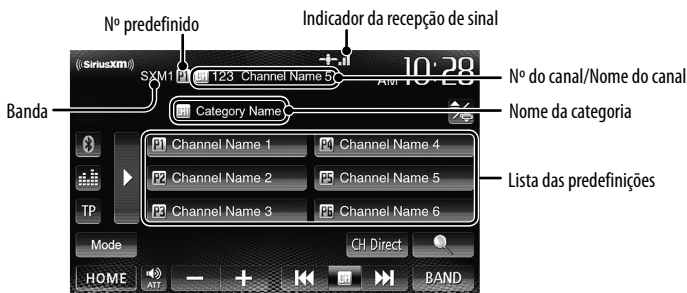 Nº predefinido
Indicador da recepção de sinal
((SiriusXM))
SXM1 P1 CH 123 Channel Name 5
AM 10:28
Nº do canal/Nome do canal
Banda
Category Name
Nome da categoria
P1 Channel Name 1
P4 Channel Name 4
P2 Channel Name 2
P5 Channel Name 5
Lista das predefinições
TP
P3 Channel Name 3
P6 Channel Name 6
Mode
CH Direct
HOME
ATT
BAND